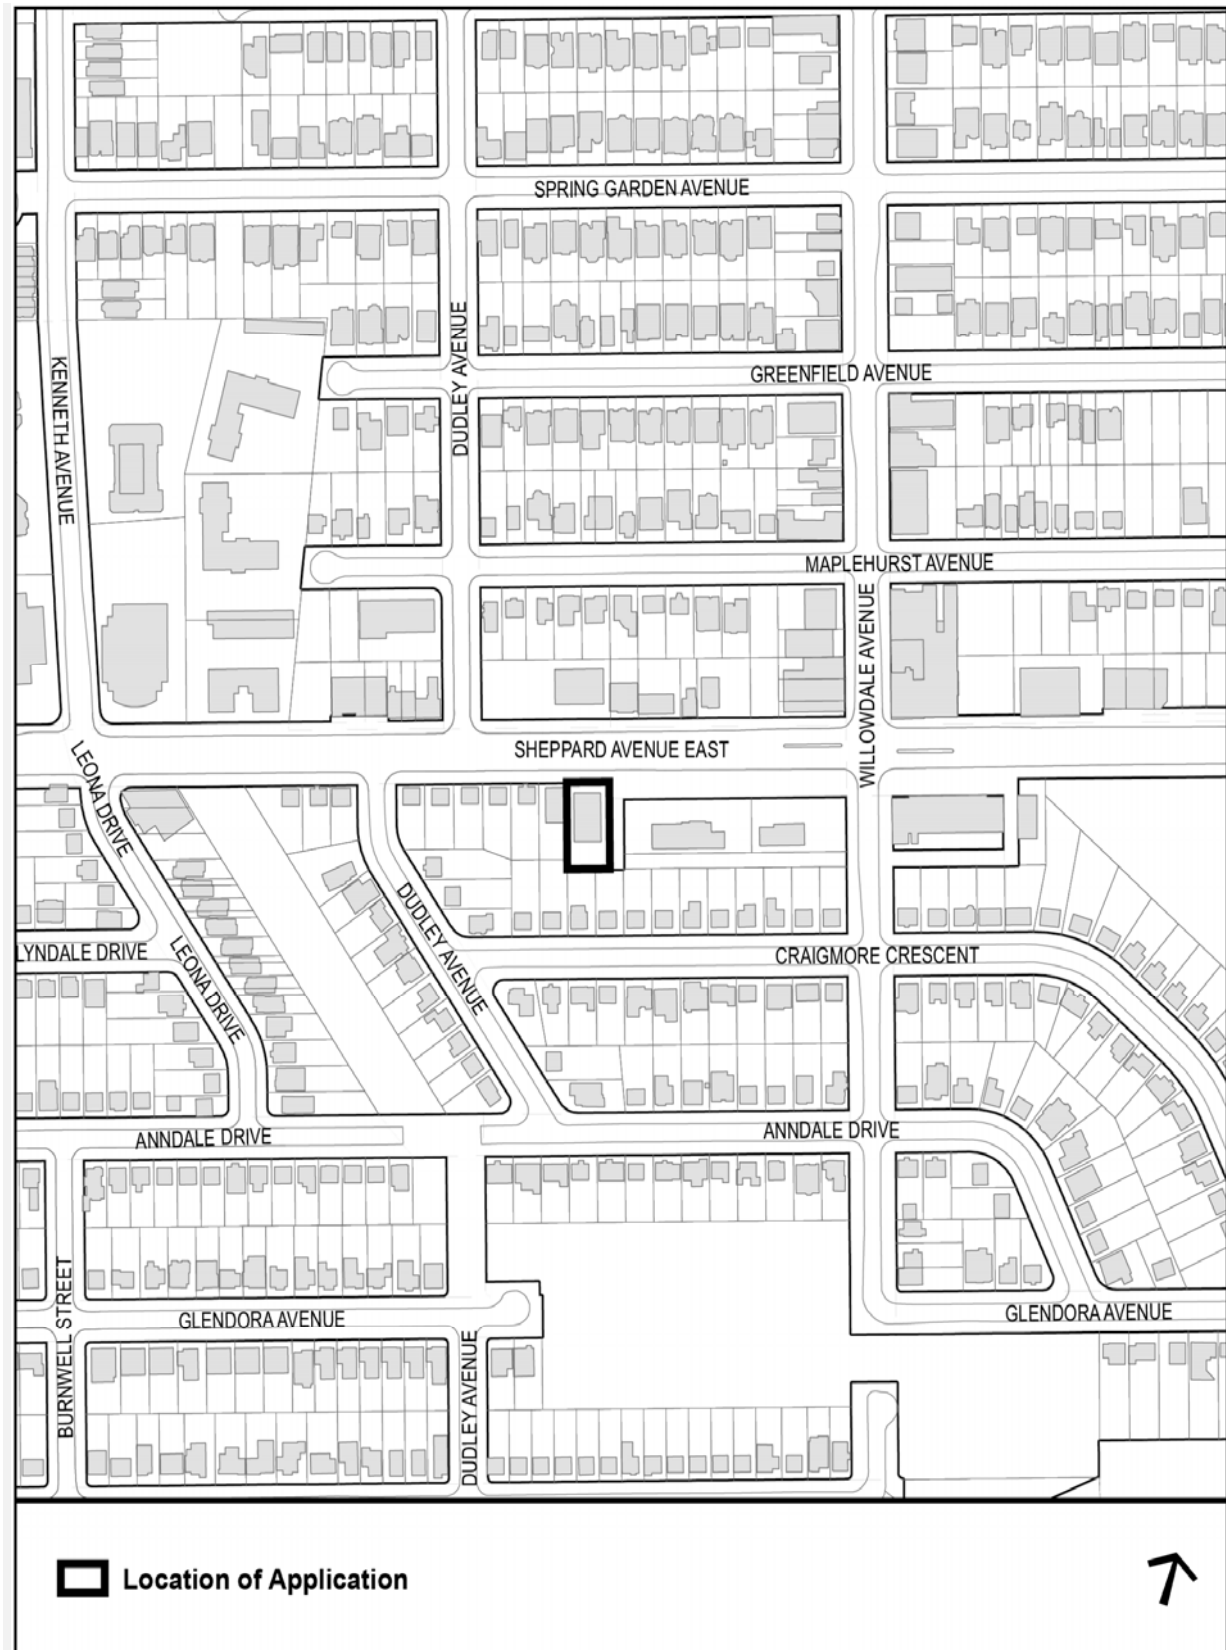 SPRING GARDEN AVENUE
DUDLEY AVENUE
KENNETH AVENUE
GREENFIELD AVENUE
MAPLEHURST AVENUE
WILLOWDALE AVENUE
SHEPPARD AVENUE EAST
LEONA DRIVE
DUDLEY AVENUE
LYNDALE DRIVE
LEONA DRIVE
CRAIGMORE CRESCENT
ANNDALE DRIVE
ANNDALE DRIVE
BURNWELL STREET
GLENDORA AVENUE
GLENDORA AVENUE
DUDLEY AVENUE
Location of Application